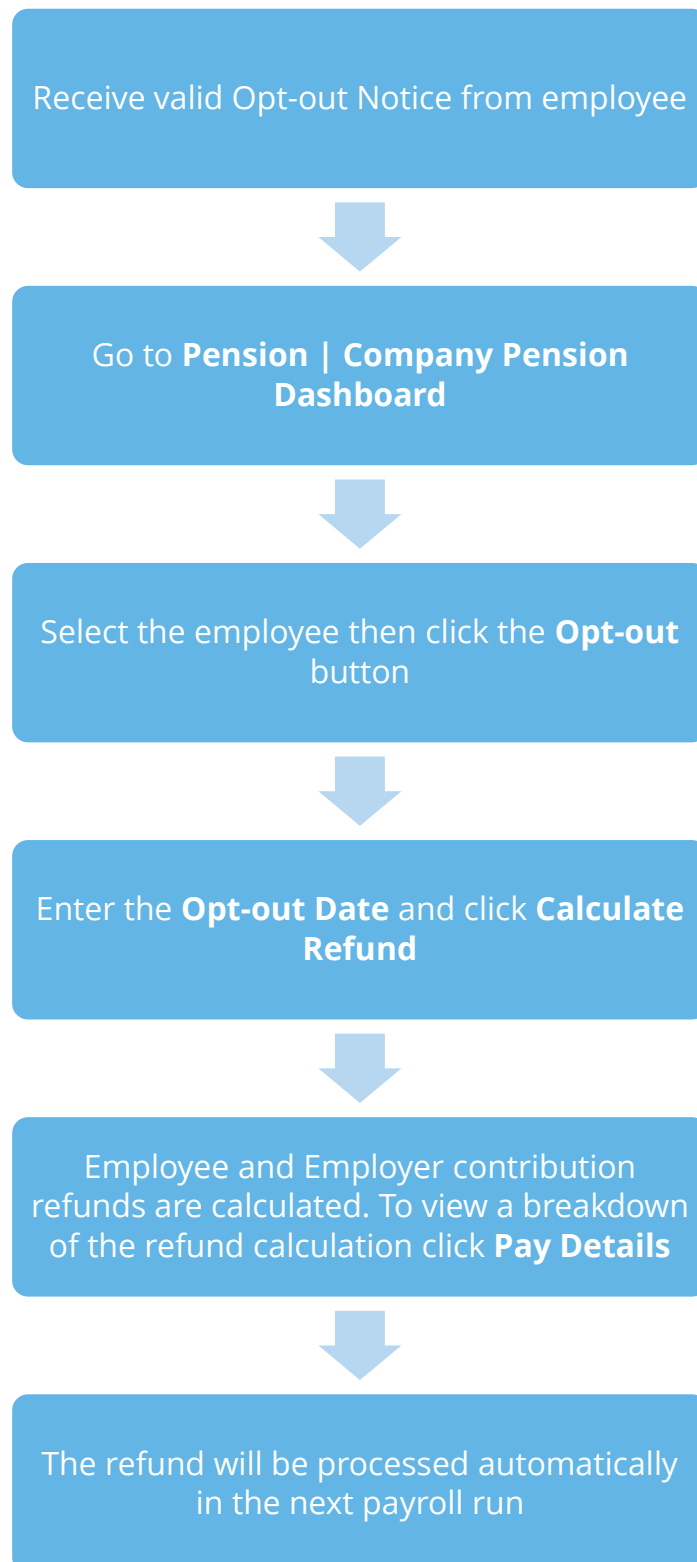 Receive valid Opt-out Notice from employee
Go to Pension | Company Pension
Dashboard
Select the employee then click the Opt-out
button
Enter the Opt-out Date and click Calculate
Refund
Employee and Employer contribution
refunds are calculated. To view a breakdown
of the refund calculation click Pay Details
The refund will be processed automatically
in the next payroll run